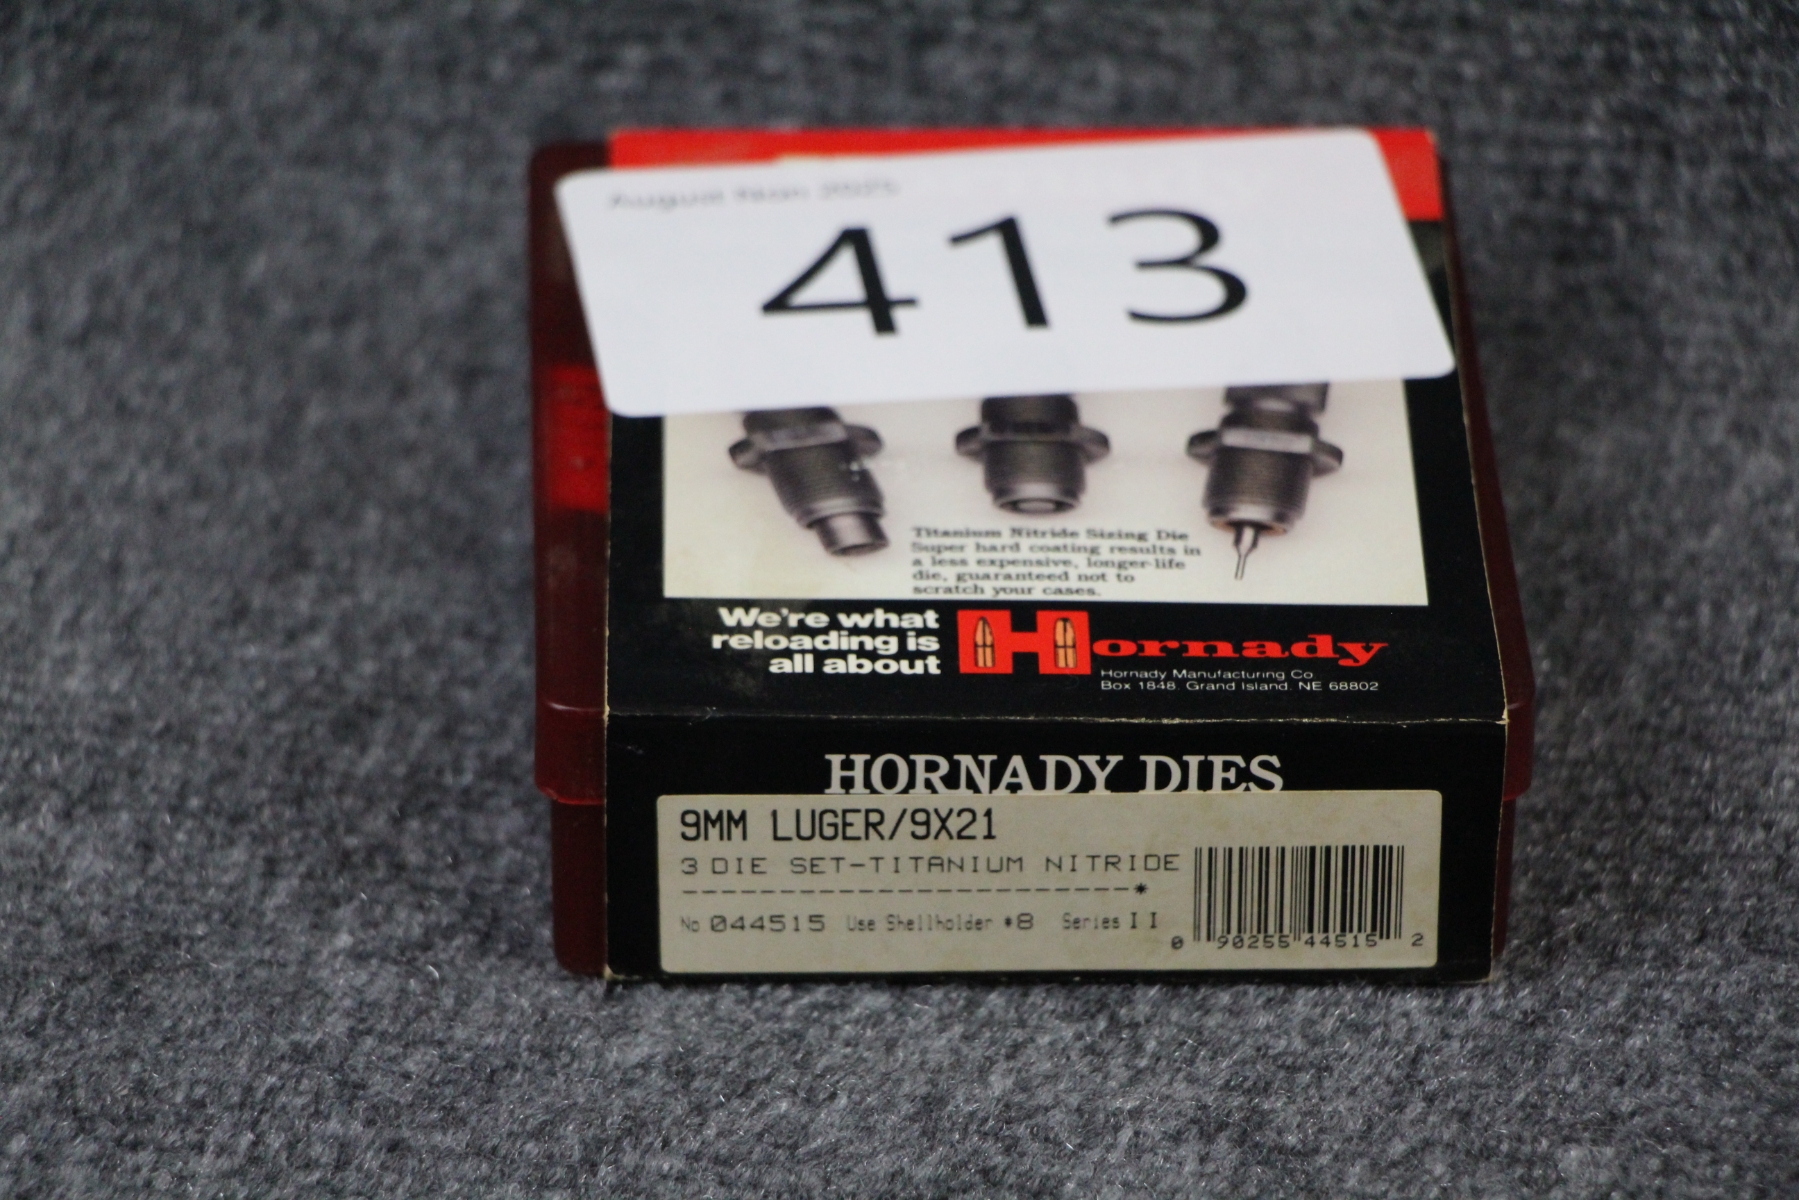 August Non 2025
413
Titanium Nitride Sizing Die
Super hard coating results in
a less expensive, longer-life
die, guaranteed not to
scratch your cases.
We're what
reloading is
all about
Hornady
Hornady Manufacturing Co
Box 1848, Grand Island, NE 68802
HORNADY DIES
9MM LUGER/9X21
3 DIE SET-TITANIUM NITRIDE
-----------------------*
No 044515 Use Shellholder #8 Series II
0 90255 44515 2